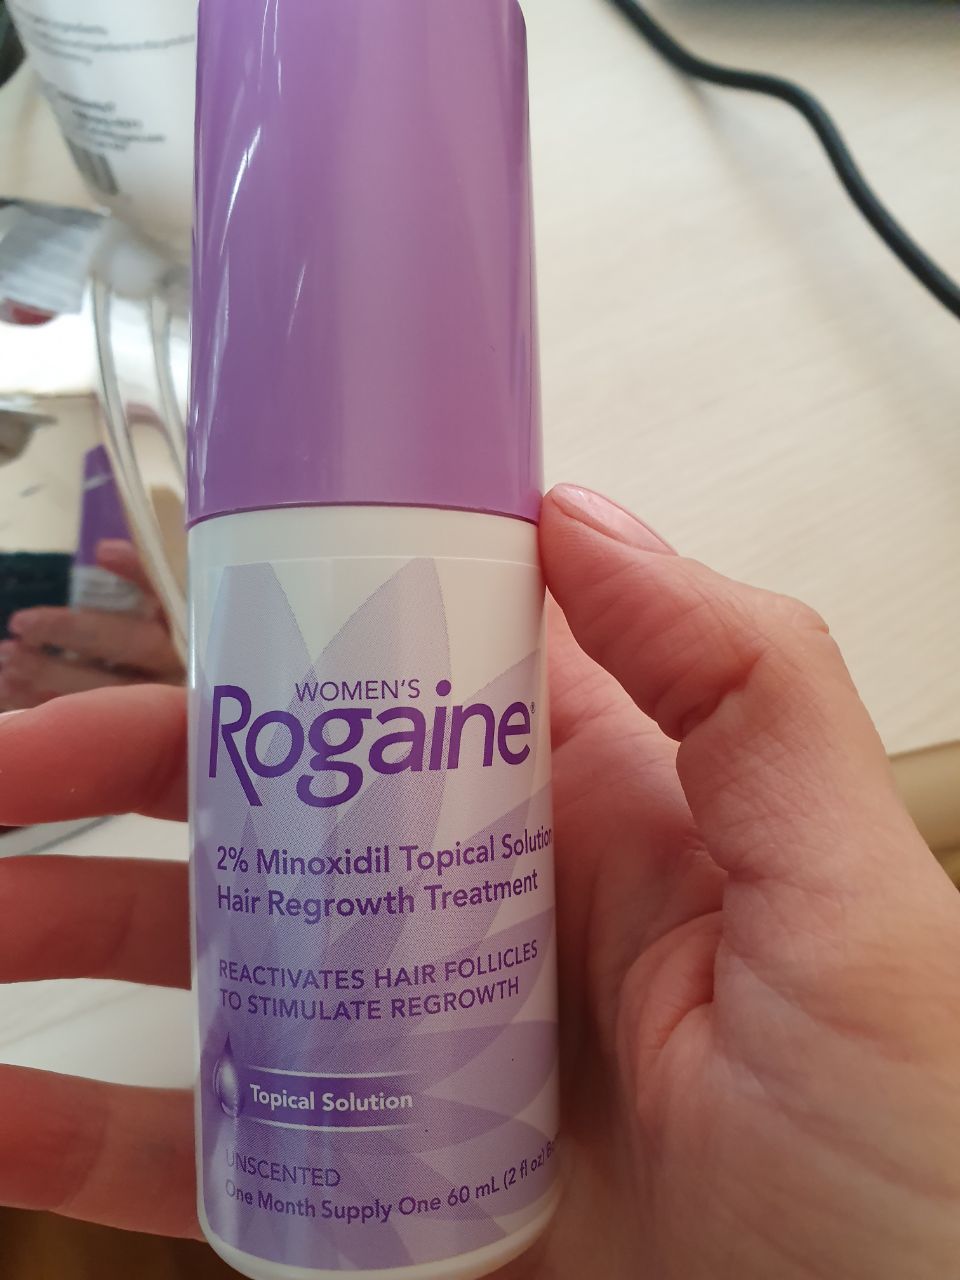 WOMEN'S
Rogaine®
2% Minoxidil Topical Solution
Hair Regrowth Treatment
REACTIVATES HAIR FOLLICLES
TO STIMULATE REGROWTH
Topical Solution
UNSCENTED
One Month Supply One 60 mL (2 fl oz)